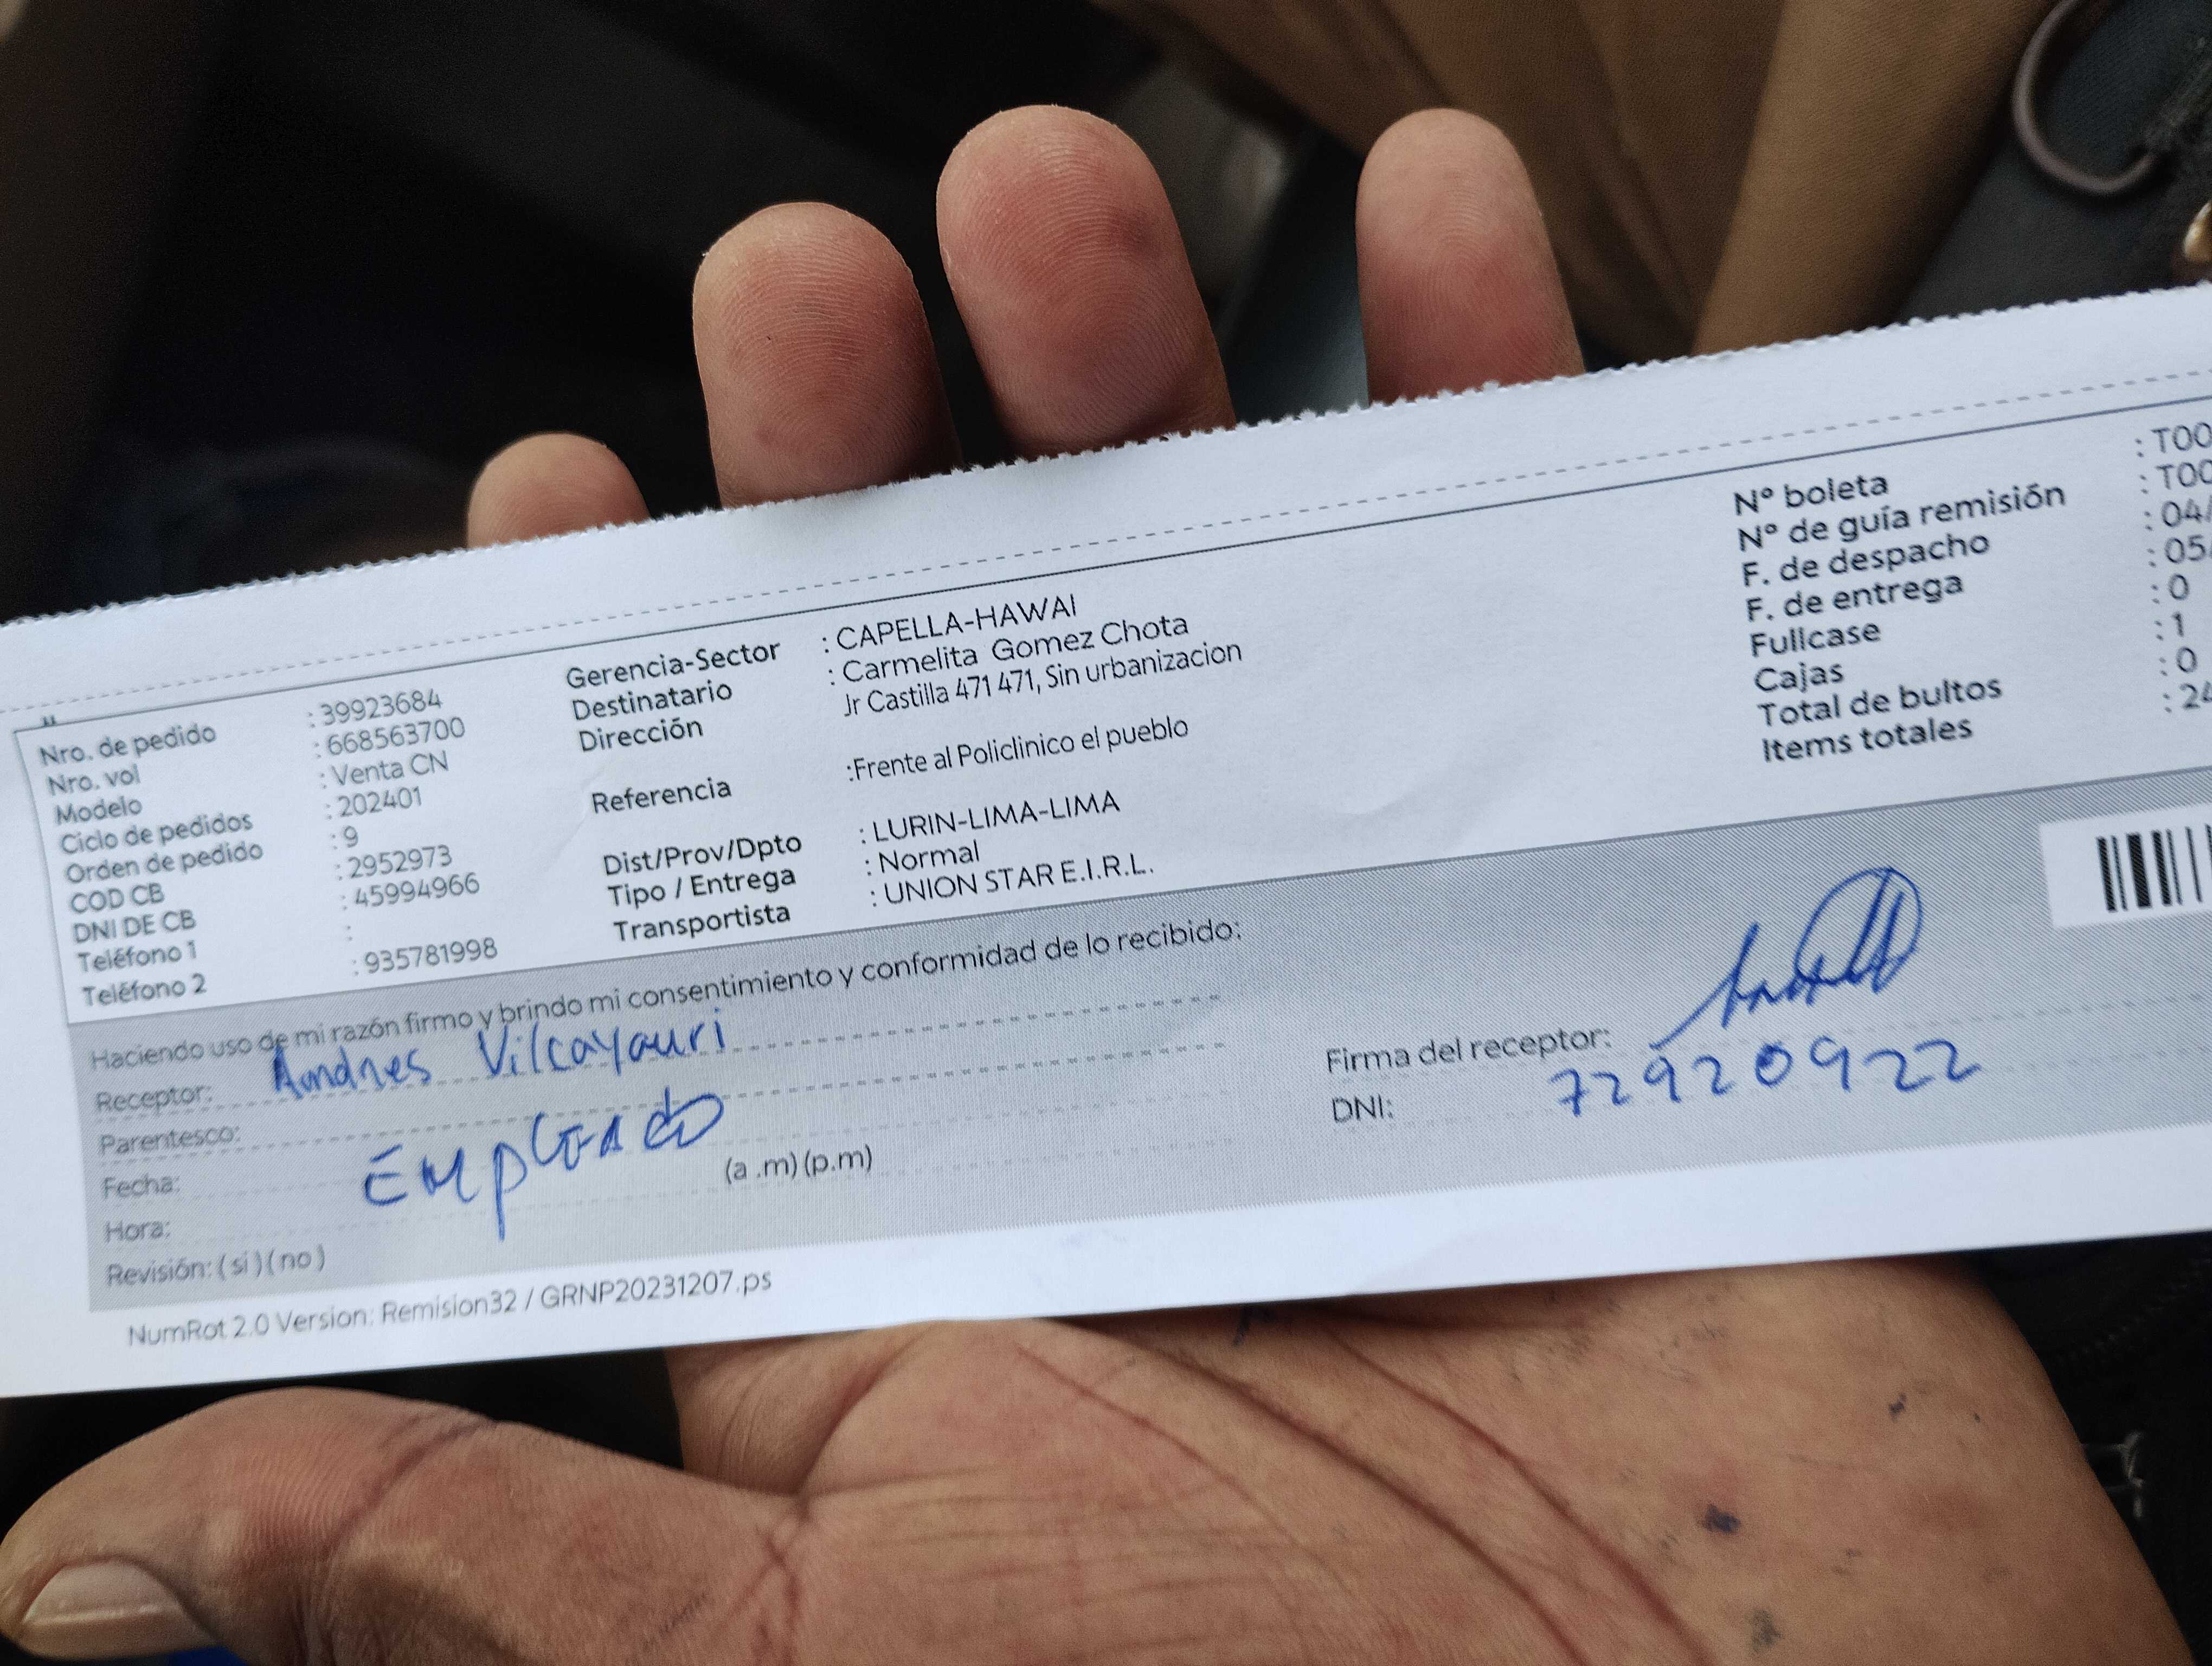 Nro. de pedido : 39923684
Nro. vol : 668563700
Modelo : Venta CN
Ciclo de pedidos : 202401
Orden de pedido : 9
COD CB : 2952973
DNI DE CB : 45994966
Teléfono 1 :
Teléfono 2 : 935781998
Gerencia-Sector : CAPELLA-HAWAI
Destinatario : Carmelita Gomez Chota
Dirección Jr Castilla 471 471, Sin urbanizacion
Referencia :Frente al Policlinico el pueblo
Dist/Prov/Dpto : LURIN-LIMA-LIMA
Tipo / Entrega : Normal
Transportista : UNION STAR E.I.R.L.
N° boleta : T00
N° de guía remisión : T00
F. de despacho : 04/
F. de entrega : 05/
Fullcase : 0
Cajas : 1
Total de bultos : 0
Items totales : 24
Haciendo uso de mi razón firmo y brindo mi consentimiento y conformidad de lo recibido:
Receptor: Andres Vilcayauri
Parentesco: Empleado
Fecha:
Hora: (a .m) (p.m)
Revisión: ( si ) ( no )
Firma del receptor:
DNI: 72920922
NumRot 2.0 Version: Remision32 / GRNP20231207.ps